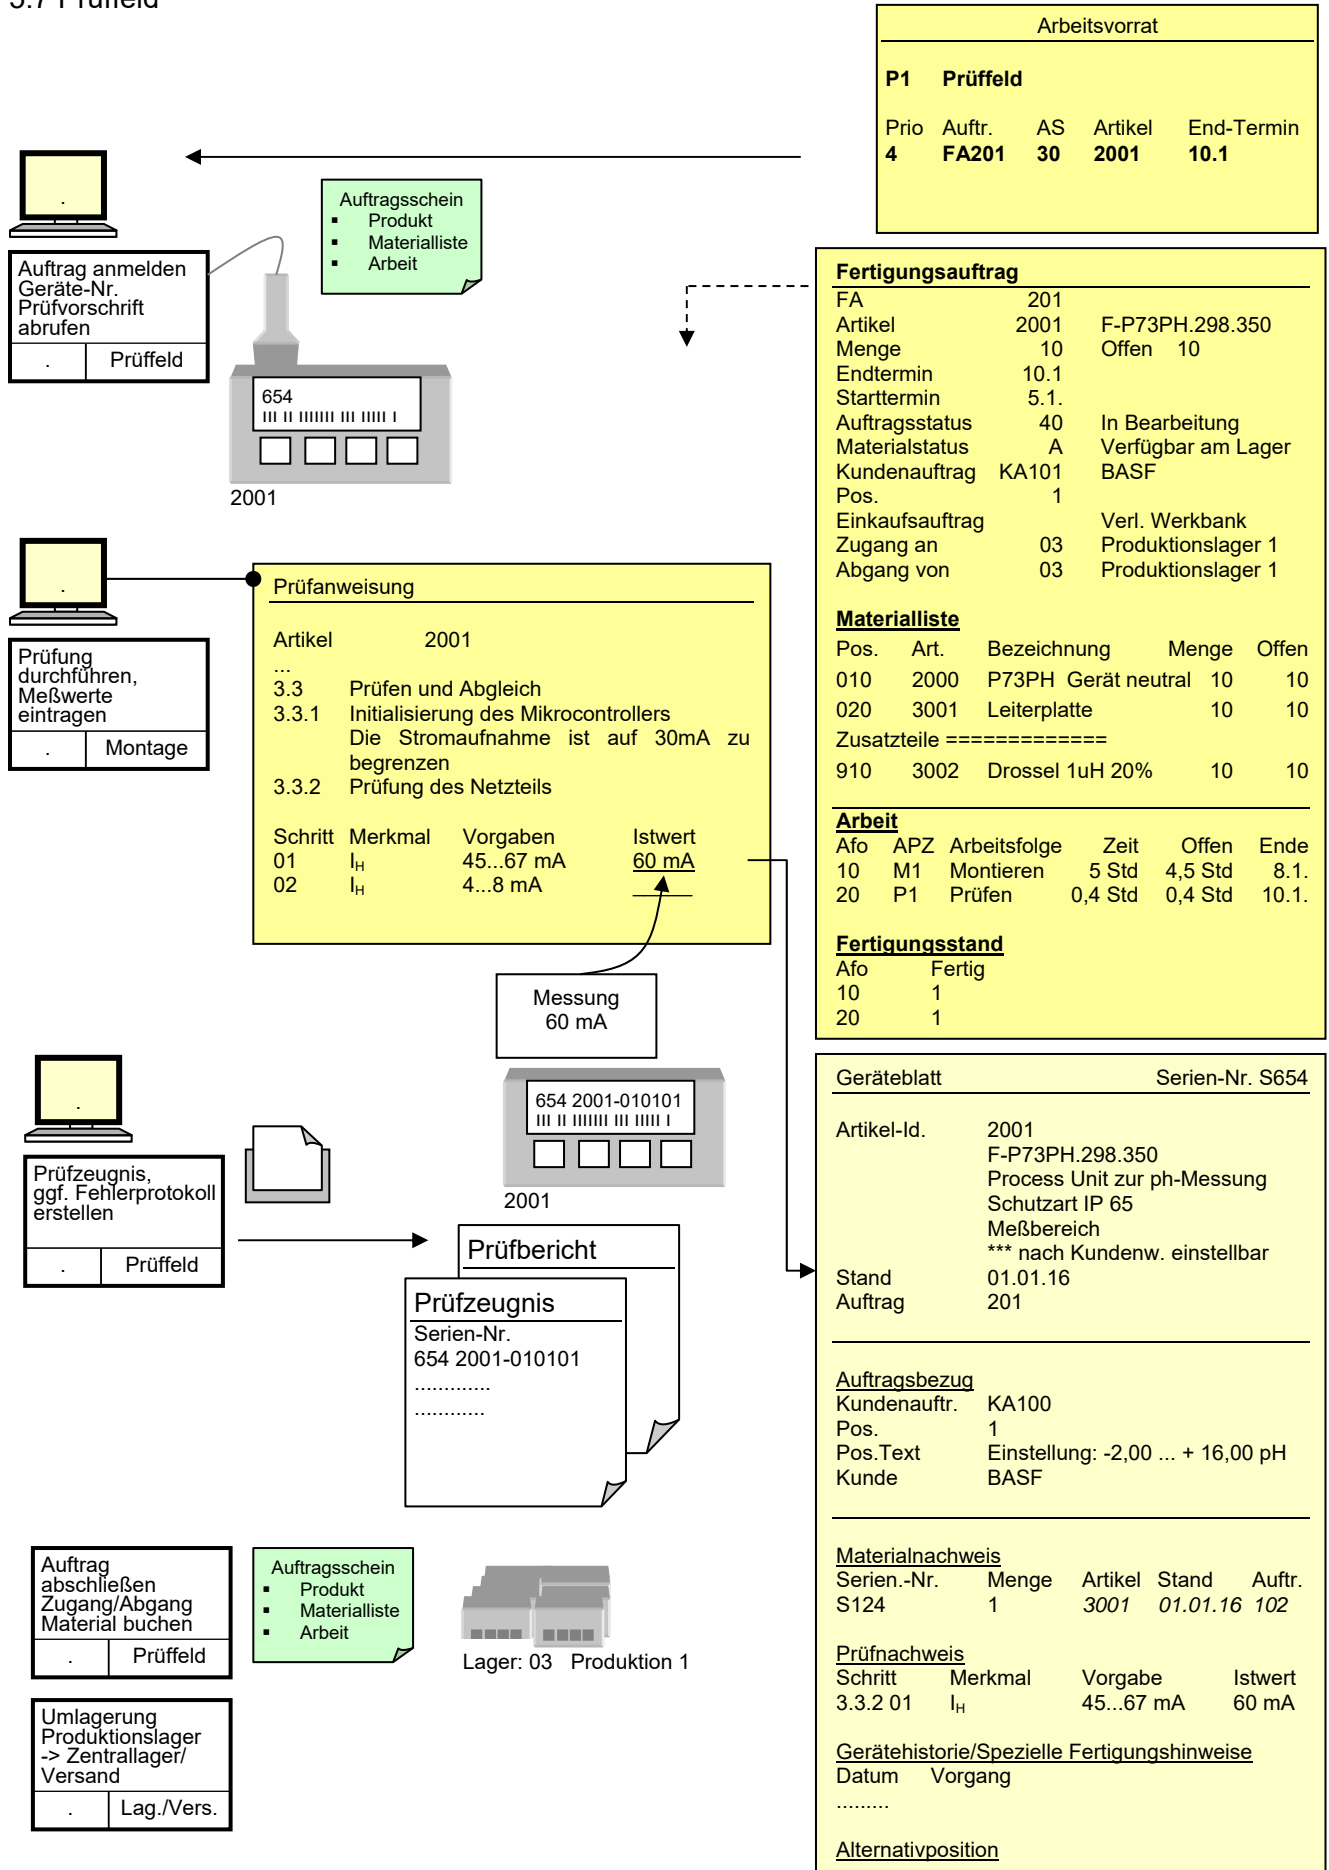 3.7 Prüffeld
Arbeitsvorrat
P1 Prüffeld
Prio Auftr. AS Artikel End-Termin
4 FA201 30 2001 10.1
Auftragsschein
▪ Produkt
▪ Materialliste
▪ Arbeit
Auftrag anmelden
Geräte-Nr.
Prüfvorschrift
abrufen
. Prüffeld
654
2001
Fertigungsauftrag
FA 201
Artikel 2001 F-P73PH.298.350
Menge 10 Offen 10
Endtermin 10.1
Starttermin 5.1.
Auftragsstatus 40 In Bearbeitung
Materialstatus A Verfügbar am Lager
Kundenauftrag KA101 BASF
Pos. 1
Einkaufsauftrag Verl. Werkbank
Zugang an 03 Produktionslager 1
Abgang von 03 Produktionslager 1
Materialliste
Pos. Art. Bezeichnung Menge Offen
010 2000 P73PH Gerät neutral 10 10
020 3001 Leiterplatte 10 10
Zusatzteile =============
910 3002 Drossel 1uH 20% 10 10
Arbeit
Afo APZ Arbeitsfolge Zeit Offen Ende
10 M1 Montieren 5 Std 4,5 Std 8.1.
20 P1 Prüfen 0,4 Std 0,4 Std 10.1.
Fertigungsstand
Afo Fertig
10 1
20 1
Prüfung
durchführen,
Meßwerte
eintragen
. Montage
Prüfanweisung
Artikel 2001
...
3.3 Prüfen und Abgleich
3.3.1 Initialisierung des Mikrocontrollers
Die Stromaufnahme ist auf 30mA zu
begrenzen
3.3.2 Prüfung des Netzteils
Schritt Merkmal Vorgaben Istwert
01 IH 45...67 mA 60 mA
02 IH 4...8 mA
Messung
60 mA
654 2001-010101
2001
Prüfzeugnis,
ggf. Fehlerprotokoll
erstellen
. Prüffeld
Prüfbericht
Prüfzeugnis
Serien-Nr.
654 2001-010101
.............
............
Geräteblatt Serien-Nr. S654
Artikel-Id. 2001
F-P73PH.298.350
Process Unit zur ph-Messung
Schutzart IP 65
Meßbereich
*** nach Kundenw. einstellbar
Stand 01.01.16
Auftrag 201
Auftragsbezug
Kundenauftr. KA100
Pos. 1
Pos.Text Einstellung: -2,00 ... + 16,00 pH
Kunde BASF
Materialnachweis
Serien.-Nr. Menge Artikel Stand Auftr.
S124 1 3001 01.01.16 102
Prüfnachweis
Schritt Merkmal Vorgabe Istwert
3.3.2 01 IH 45...67 mA 60 mA
Gerätehistorie/Spezielle Fertigungshinweise
Datum Vorgang
.........
Alternativposition
Auftrag
abschließen
Zugang/Abgang
Material buchen
. Prüffeld
Auftragsschein
▪ Produkt
▪ Materialliste
▪ Arbeit
Lager: 03 Produktion 1
Umlagerung
Produktionslager
-> Zentrallager/
Versand
. Lag./Vers.